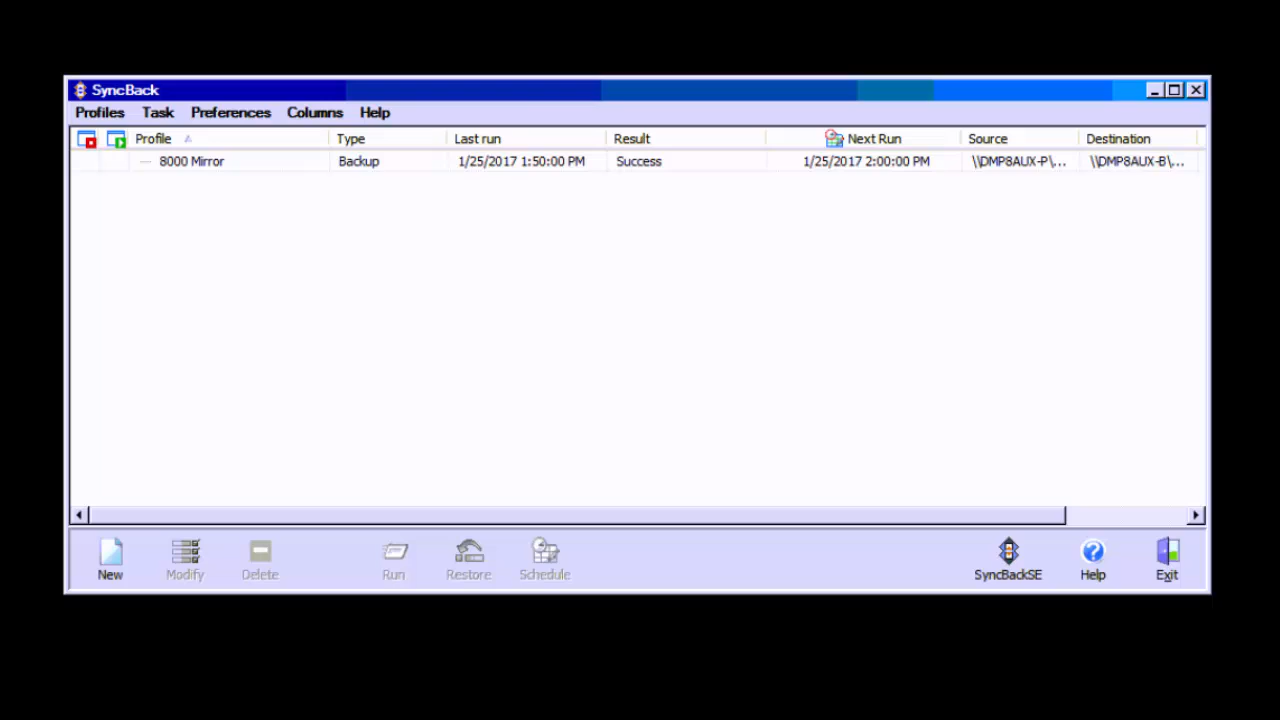 SyncBack
Profiles Task Preferences Columns Help
Profile Type Last run Result Next Run Source Destination
8000 Mirror Backup 1/25/2017 1:50:00 PM Success 1/25/2017 2:00:00 PM \\DMP8AUX-P\... \\DMP8AUX-B\...
New Modify Delete Run Restore Schedule SyncBackSE Help Exit